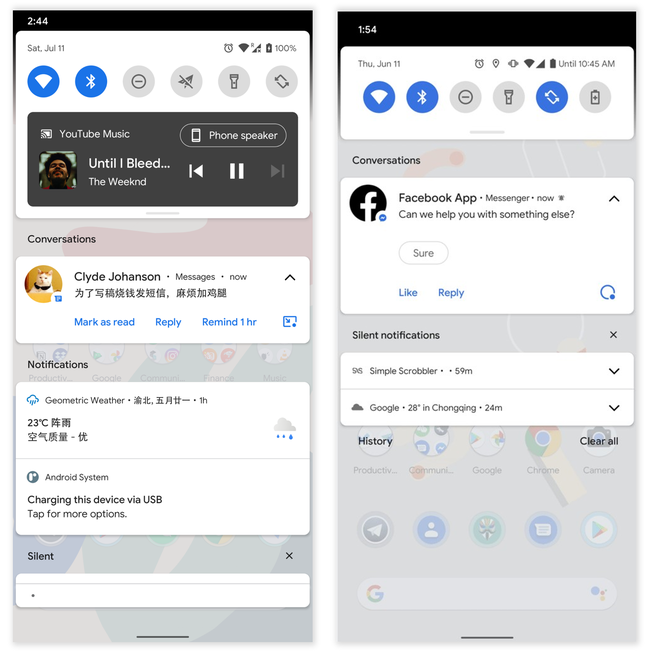 2:44
Sat, Jul 11
100%
YouTube Music
Phone speaker
Until I Bleed...
The Weeknd
Conversations
Clyde Johanson • Messages • now
为了写稿烧钱发短信，麻烦加鸡腿
Mark as read
Reply
Remind 1 hr
Productiv...
Google
Communi...
Finance
Music
Notifications
Geometric Weather • 渝北, 五月廿一 • 1h
23°C 阵雨
空气质量 - 优
Android System
Charging this device via USB
Tap for more options.
Silent
1:54
Thu, Jun 11
Until 10:45 AM
Conversations
Facebook App • Messenger • now
Can we help you with something else?
Sure
Like
Reply
Silent notifications
Simple Scrobbler • • 59m
Google • 28° in Chongqing • 24m
History
Clear all
Productiv...
Communi...
Google
Chrome
Camera